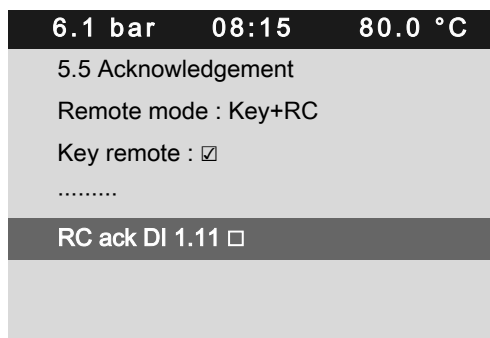 6.1 bar 08:15 80.0 °C
5.5 Acknowledgement
Remote mode : Key+RC
Key remote : ☑
.........
RC ack DI 1.11 ☐